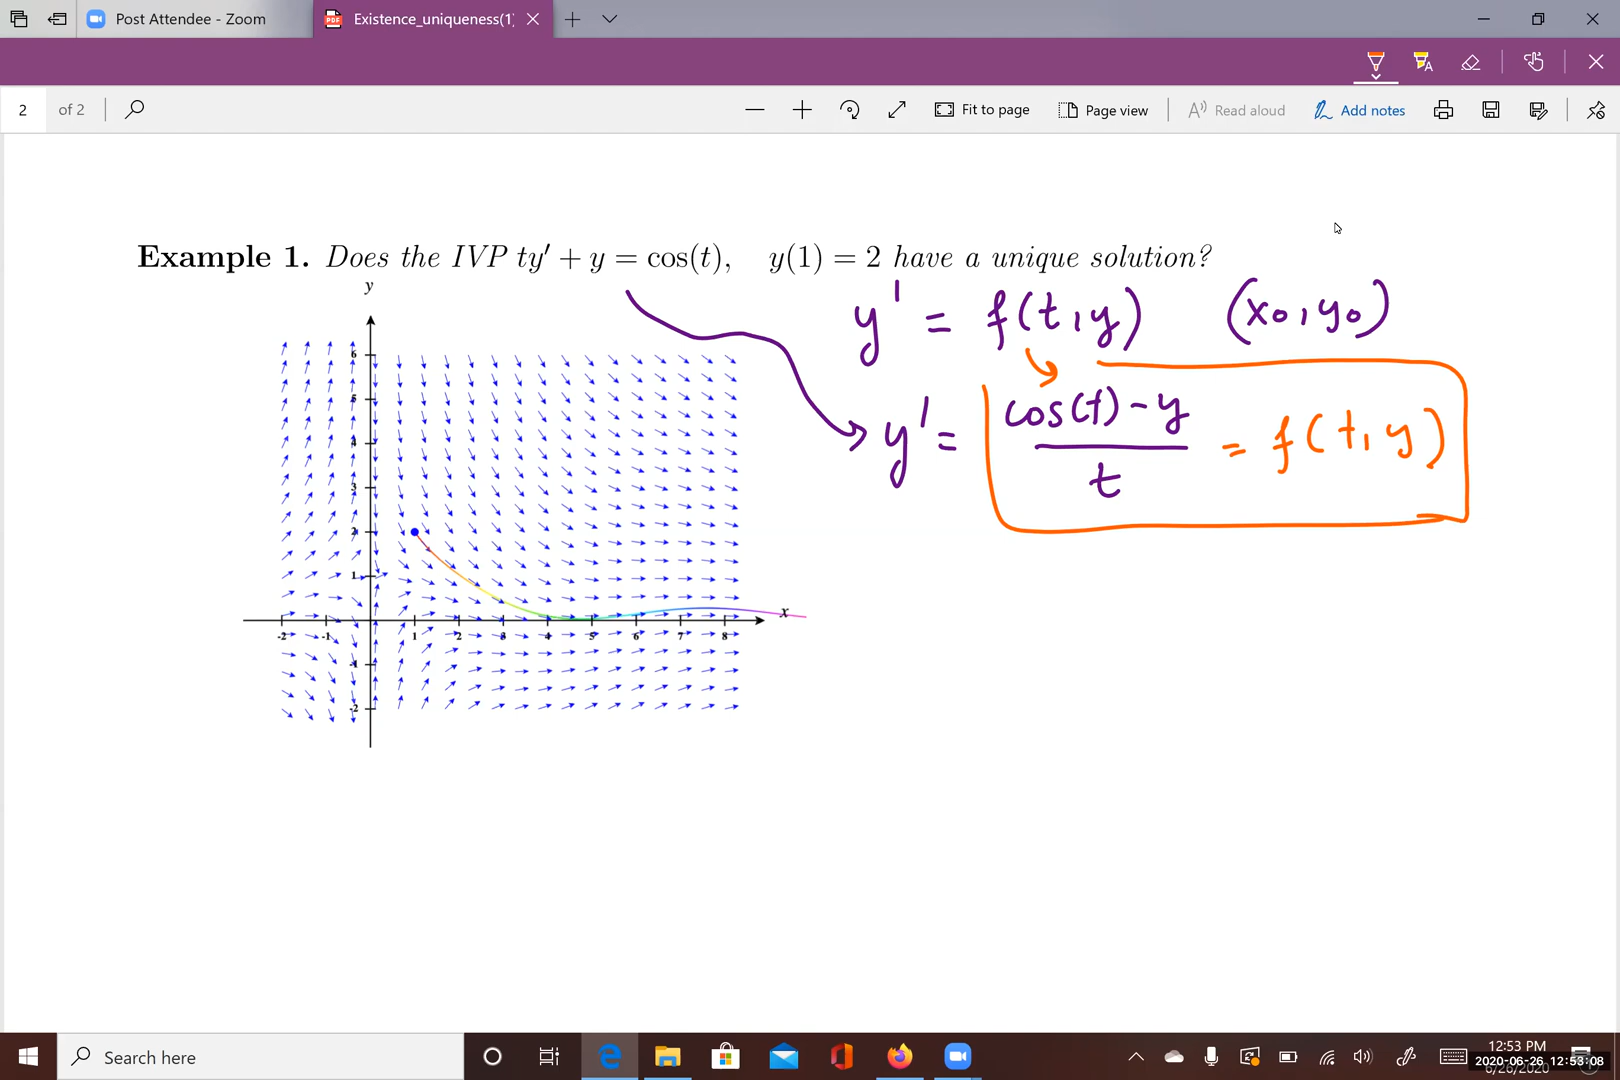 Post Attendee - Zoom
Existence_uniqueness(1)
2 of 2
Fit to page
Page view
Read aloud
Add notes
Example 1. Does the IVP ty′ + y = cos(t), y(1) = 2 have a unique solution?
y' = f(t,y) (x₀,y₀)
y' = cos(t) - y / t = f(t,y)
y
6
5
4
3
2
1
x
-2 -1 1 2 3 4 5 6 7 8
-1
-2
Search here
12:53 PM
2020-06-26 12:53:08
6/26/2020